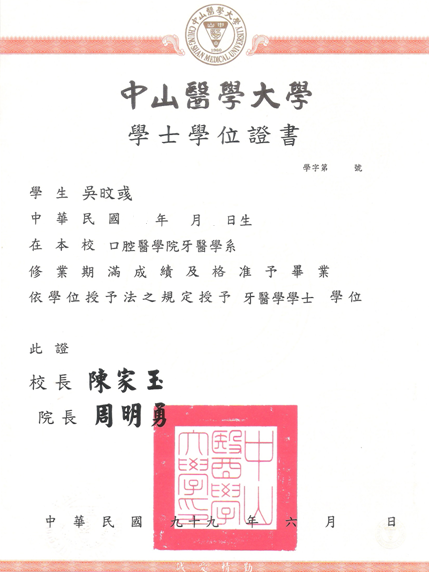 中山醫學大學
CHUNG SHAN MEDICAL UNIVERSITY
中山醫學大學
學士學位證書
學字第 號
學生 吳旼彧
中華民國 年 月 日生
在本校 口腔醫學院牙醫學系
修業期滿成績及格准予畢業
依學位授予法之規定授予 牙醫學學士 學位
此證
校長 陳家玉
院長 周明勇
中山醫學大學印
中華民國 九十九 年 六 月 日